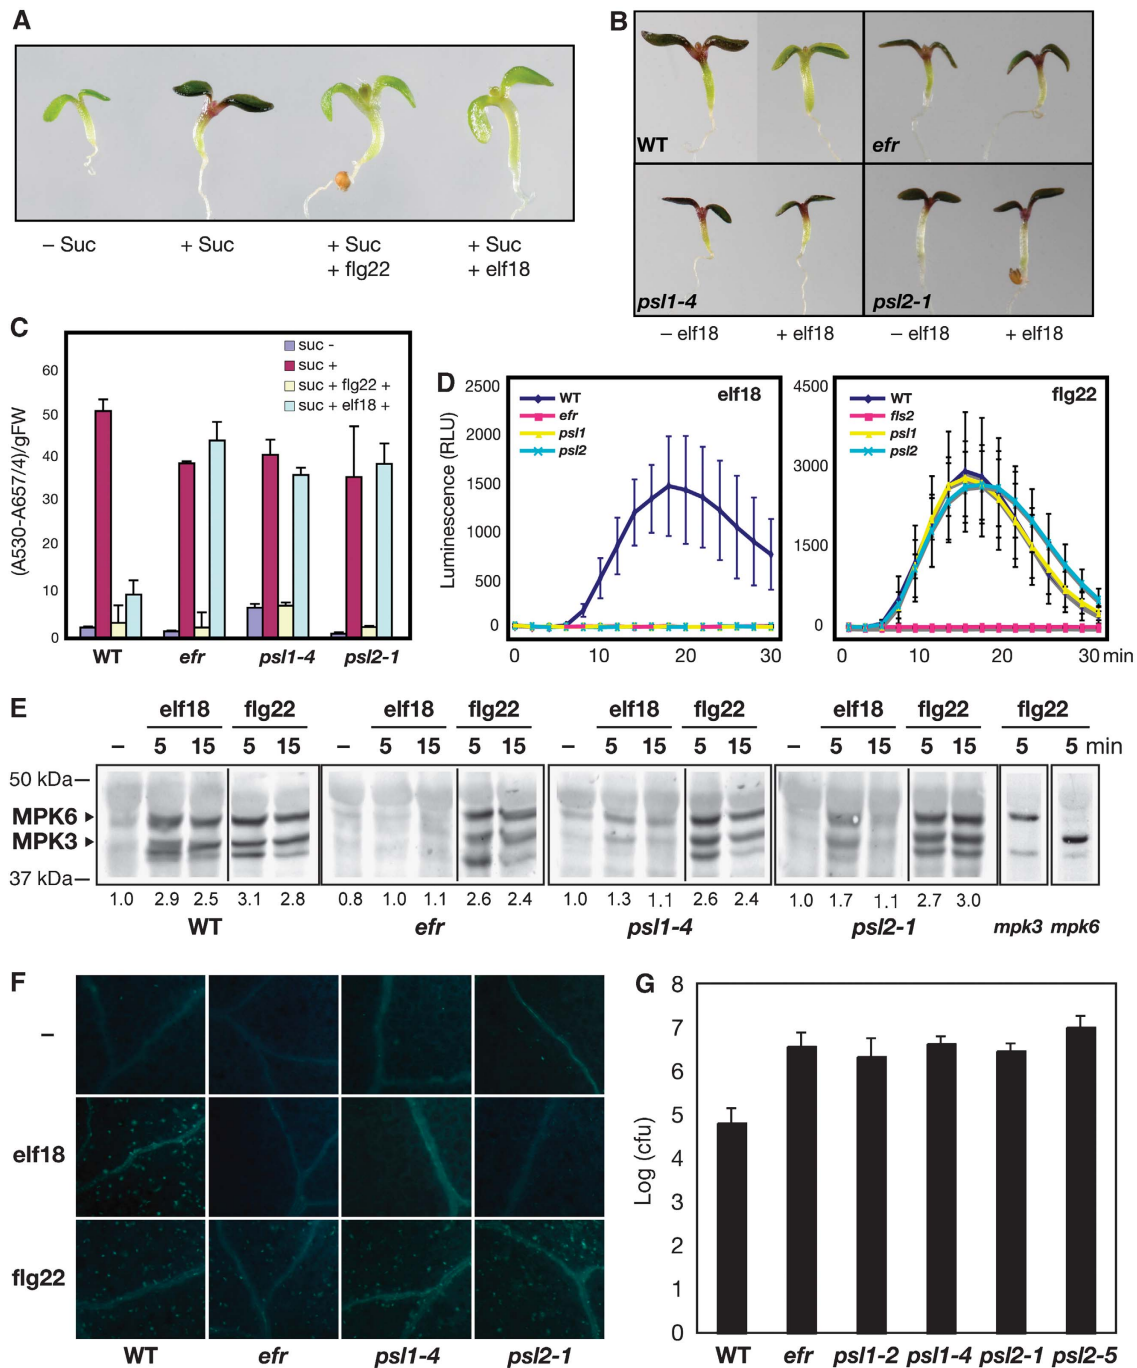 A
− Suc
+ Suc
+ Suc
+ flg22
+ Suc
+ elf18
B
WT
efr
psl1-4
psl2-1
− elf18
+ elf18
− elf18
+ elf18
C
(A530-A657/4)/gFW
60
50
40
30
20
10
0
suc -
suc +
suc + flg22 +
suc + elf18 +
WT
efr
psl1-4
psl2-1
D
Luminescence (RLU)
elf18
2500
2000
1500
1000
500
0
WT
efr
psl1
psl2
0
10
20
30
flg22
4500
3000
1500
0
WT
fls2
psl1
psl2
0
10
20
30 min
E
elf18 flg22 elf18 flg22 elf18 flg22 elf18 flg22 flg22
− 5 15 5 15 − 5 15 5 15 − 5 15 5 15 − 5 15 5 15 5 5 min
50 kDa
MPK6
MPK3
37 kDa
1.0 2.9 2.5 3.1 2.8 0.8 1.0 1.1 2.6 2.4 1.0 1.3 1.1 2.6 2.4 1.0 1.7 1.1 2.7 3.0
WT efr psl1-4 psl2-1 mpk3 mpk6
F
−
elf18
flg22
WT efr psl1-4 psl2-1
G
Log (cfu)
8
7
6
5
4
3
2
1
0
WT efr psl1-2 psl1-4 psl2-1 psl2-5